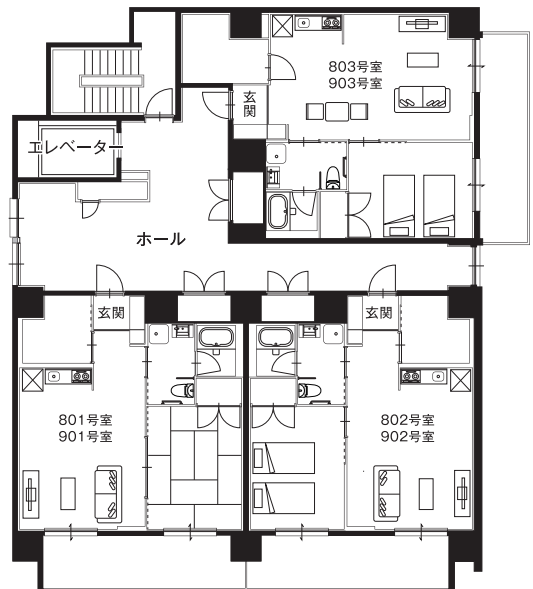 803号室
903号室
玄
関
エレベーター
ホール
玄関
玄関
801号室
901号室
802号室
902号室